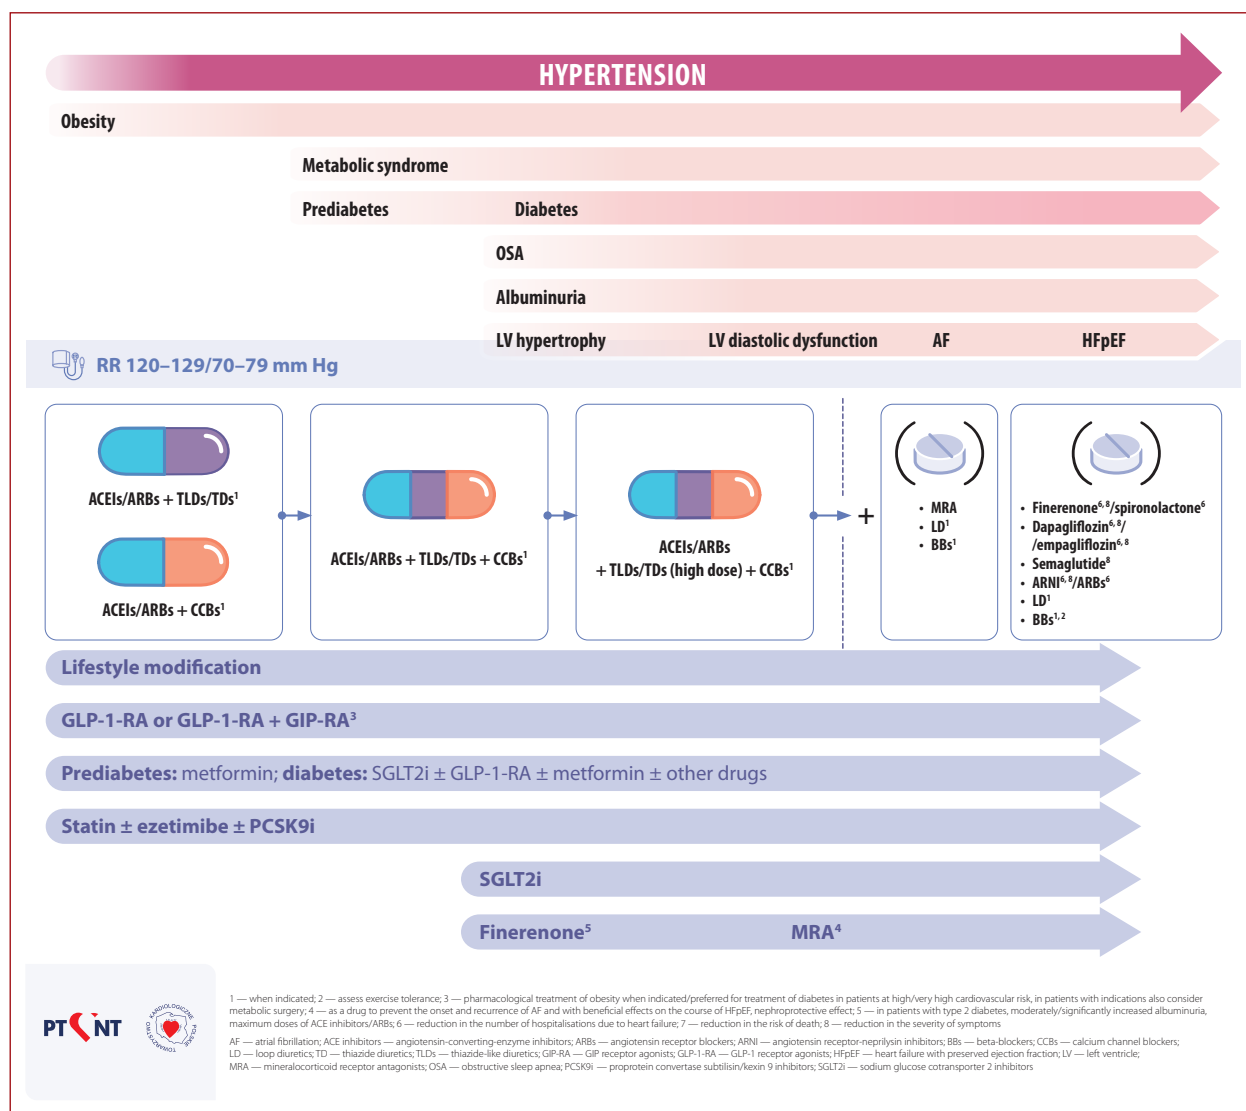 HYPERTENSION
Obesity
Metabolic syndrome
Prediabetes Diabetes
OSA
Albuminuria
LV hypertrophy LV diastolic dysfunction AF HFpEF
RR 120–129/70–79 mm Hg
ACEIs/ARBs + TLDs/TDs¹
ACEIs/ARBs + CCBs¹
ACEIs/ARBs + TLDs/TDs + CCBs¹
ACEIs/ARBs
+ TLDs/TDs (high dose) + CCBs¹
+
• MRA
• LD¹
• BBs¹
• Finerenone⁶,⁸/spironolactone⁶
• Dapagliflozin⁶,⁸/
/empagliflozin⁶,⁸
• Semaglutide⁸
• ARNI⁶,⁸/ARBs⁶
• LD¹
• BBs¹,²
Lifestyle modification
GLP-1-RA or GLP-1-RA + GIP-RA³
Prediabetes: metformin; diabetes: SGLT2i ± GLP-1-RA ± metformin ± other drugs
Statin ± ezetimibe ± PCSK9i
SGLT2i
Finerenone⁵ MRA⁴
PT NT
TOWARZYSTWO KARDIOLOGICZNE POLSKIE
1 — when indicated; 2 — assess exercise tolerance; 3 — pharmacological treatment of obesity when indicated/preferred for treatment of diabetes in patients at high/very high cardiovascular risk, in patients with indications also consider
metabolic surgery; 4 — as a drug to prevent the onset and recurrence of AF and with beneficial effects on the course of HFpEF, nephroprotective effect; 5 — in patients with type 2 diabetes, moderately/significantly increased albuminuria,
maximum doses of ACE inhibitors/ARBs; 6 — reduction in the number of hospitalisations due to heart failure; 7 — reduction in the risk of death; 8 — reduction in the severity of symptoms
AF — atrial fibrillation; ACE inhibitors — angiotensin-converting-enzyme inhibitors; ARBs — angiotensin receptor blockers; ARNI — angiotensin receptor-neprilysin inhibitors; BBs — beta-blockers; CCBs — calcium channel blockers;
LD — loop diuretics; TD — thiazide diuretics; TLDs — thiazide-like diuretics; GIP-RA — GIP receptor agonists; GLP-1-RA — GLP-1 receptor agonists; HFpEF — heart failure with preserved ejection fraction; LV — left ventricle;
MRA — mineralocorticoid receptor antagonists; OSA — obstructive sleep apnea; PCSK9i — proprotein convertase subtilisin/kexin 9 inhibitors; SGLT2i — sodium glucose cotransporter 2 inhibitors